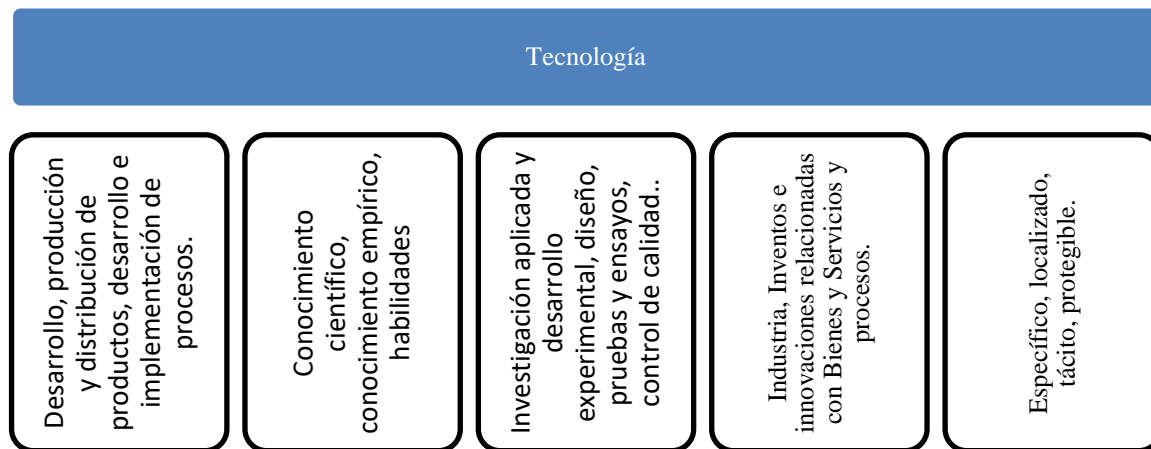 Tecnología
Desarrollo, producción
y distribución de
productos, desarrollo e
implementación de
procesos.
Conocimiento
científico,
conocimiento empírico,
habilidades
Investigación aplicada y
desarrollo
experimental, diseño,
pruebas y ensayos,
control de calidad..
Industria, Inventos e
innovaciones relacionadas
con Bienes y Servicios y
procesos.
Específico, localizado,
tácito, protegible.